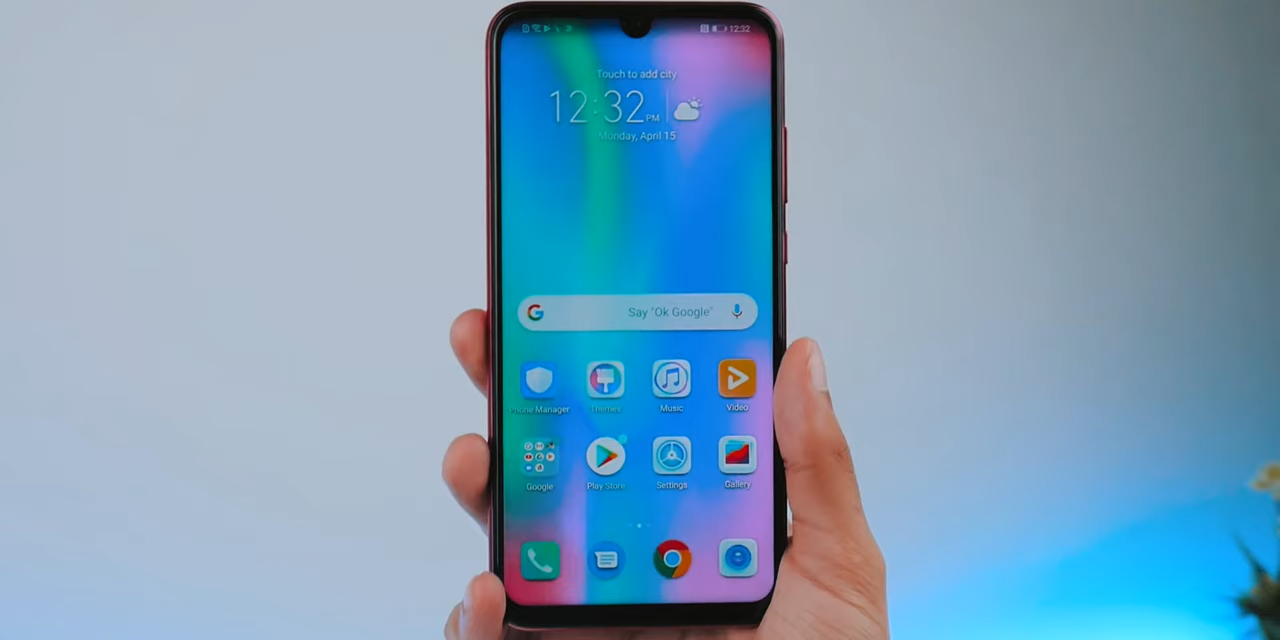 12:32
Touch to add city
12:32 PM
Monday, April 15
Say "Ok Google"
Phone Manager
Themes
Music
Video
Google
Play Store
Settings
Gallery